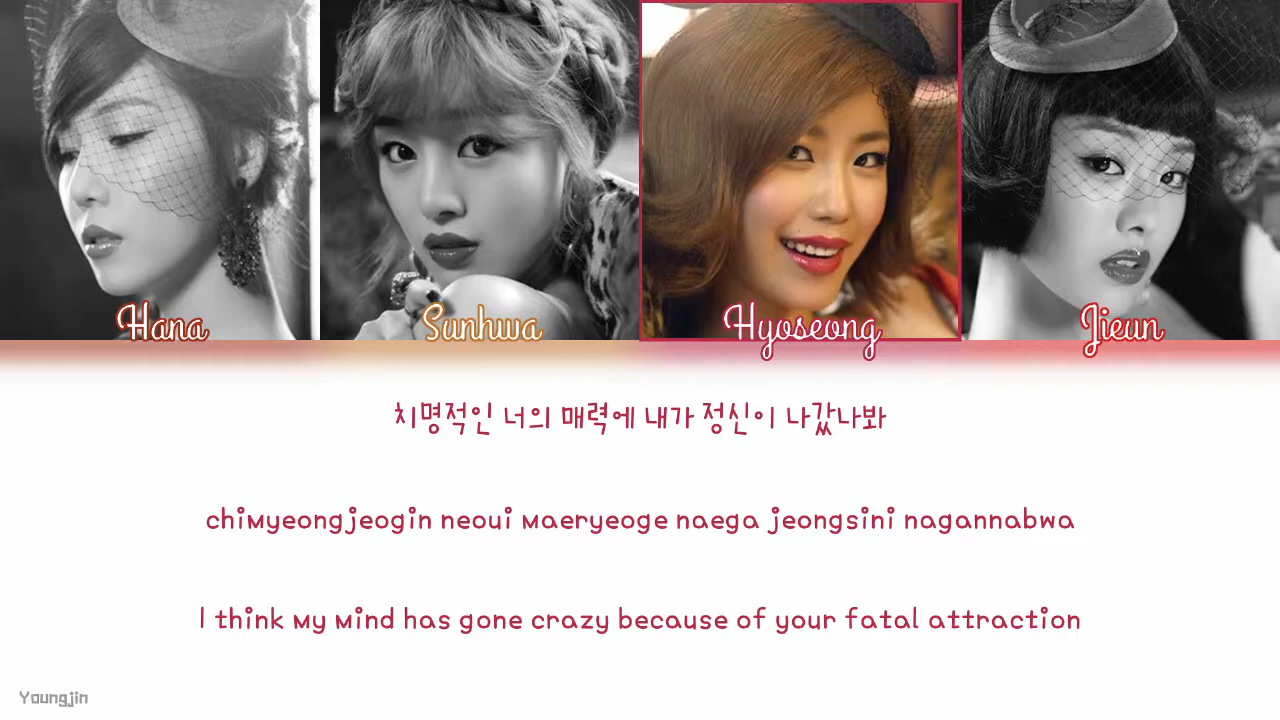 Hana Sunhwa Hyoseong Jieun
치명적인 너의 매력에 내가 정신이 나갔나봐
chimyeongjeogin neoui maeryeoge naega jeongsini nagannabwa
I think my mind has gone crazy because of your fatal attraction
Youngjin